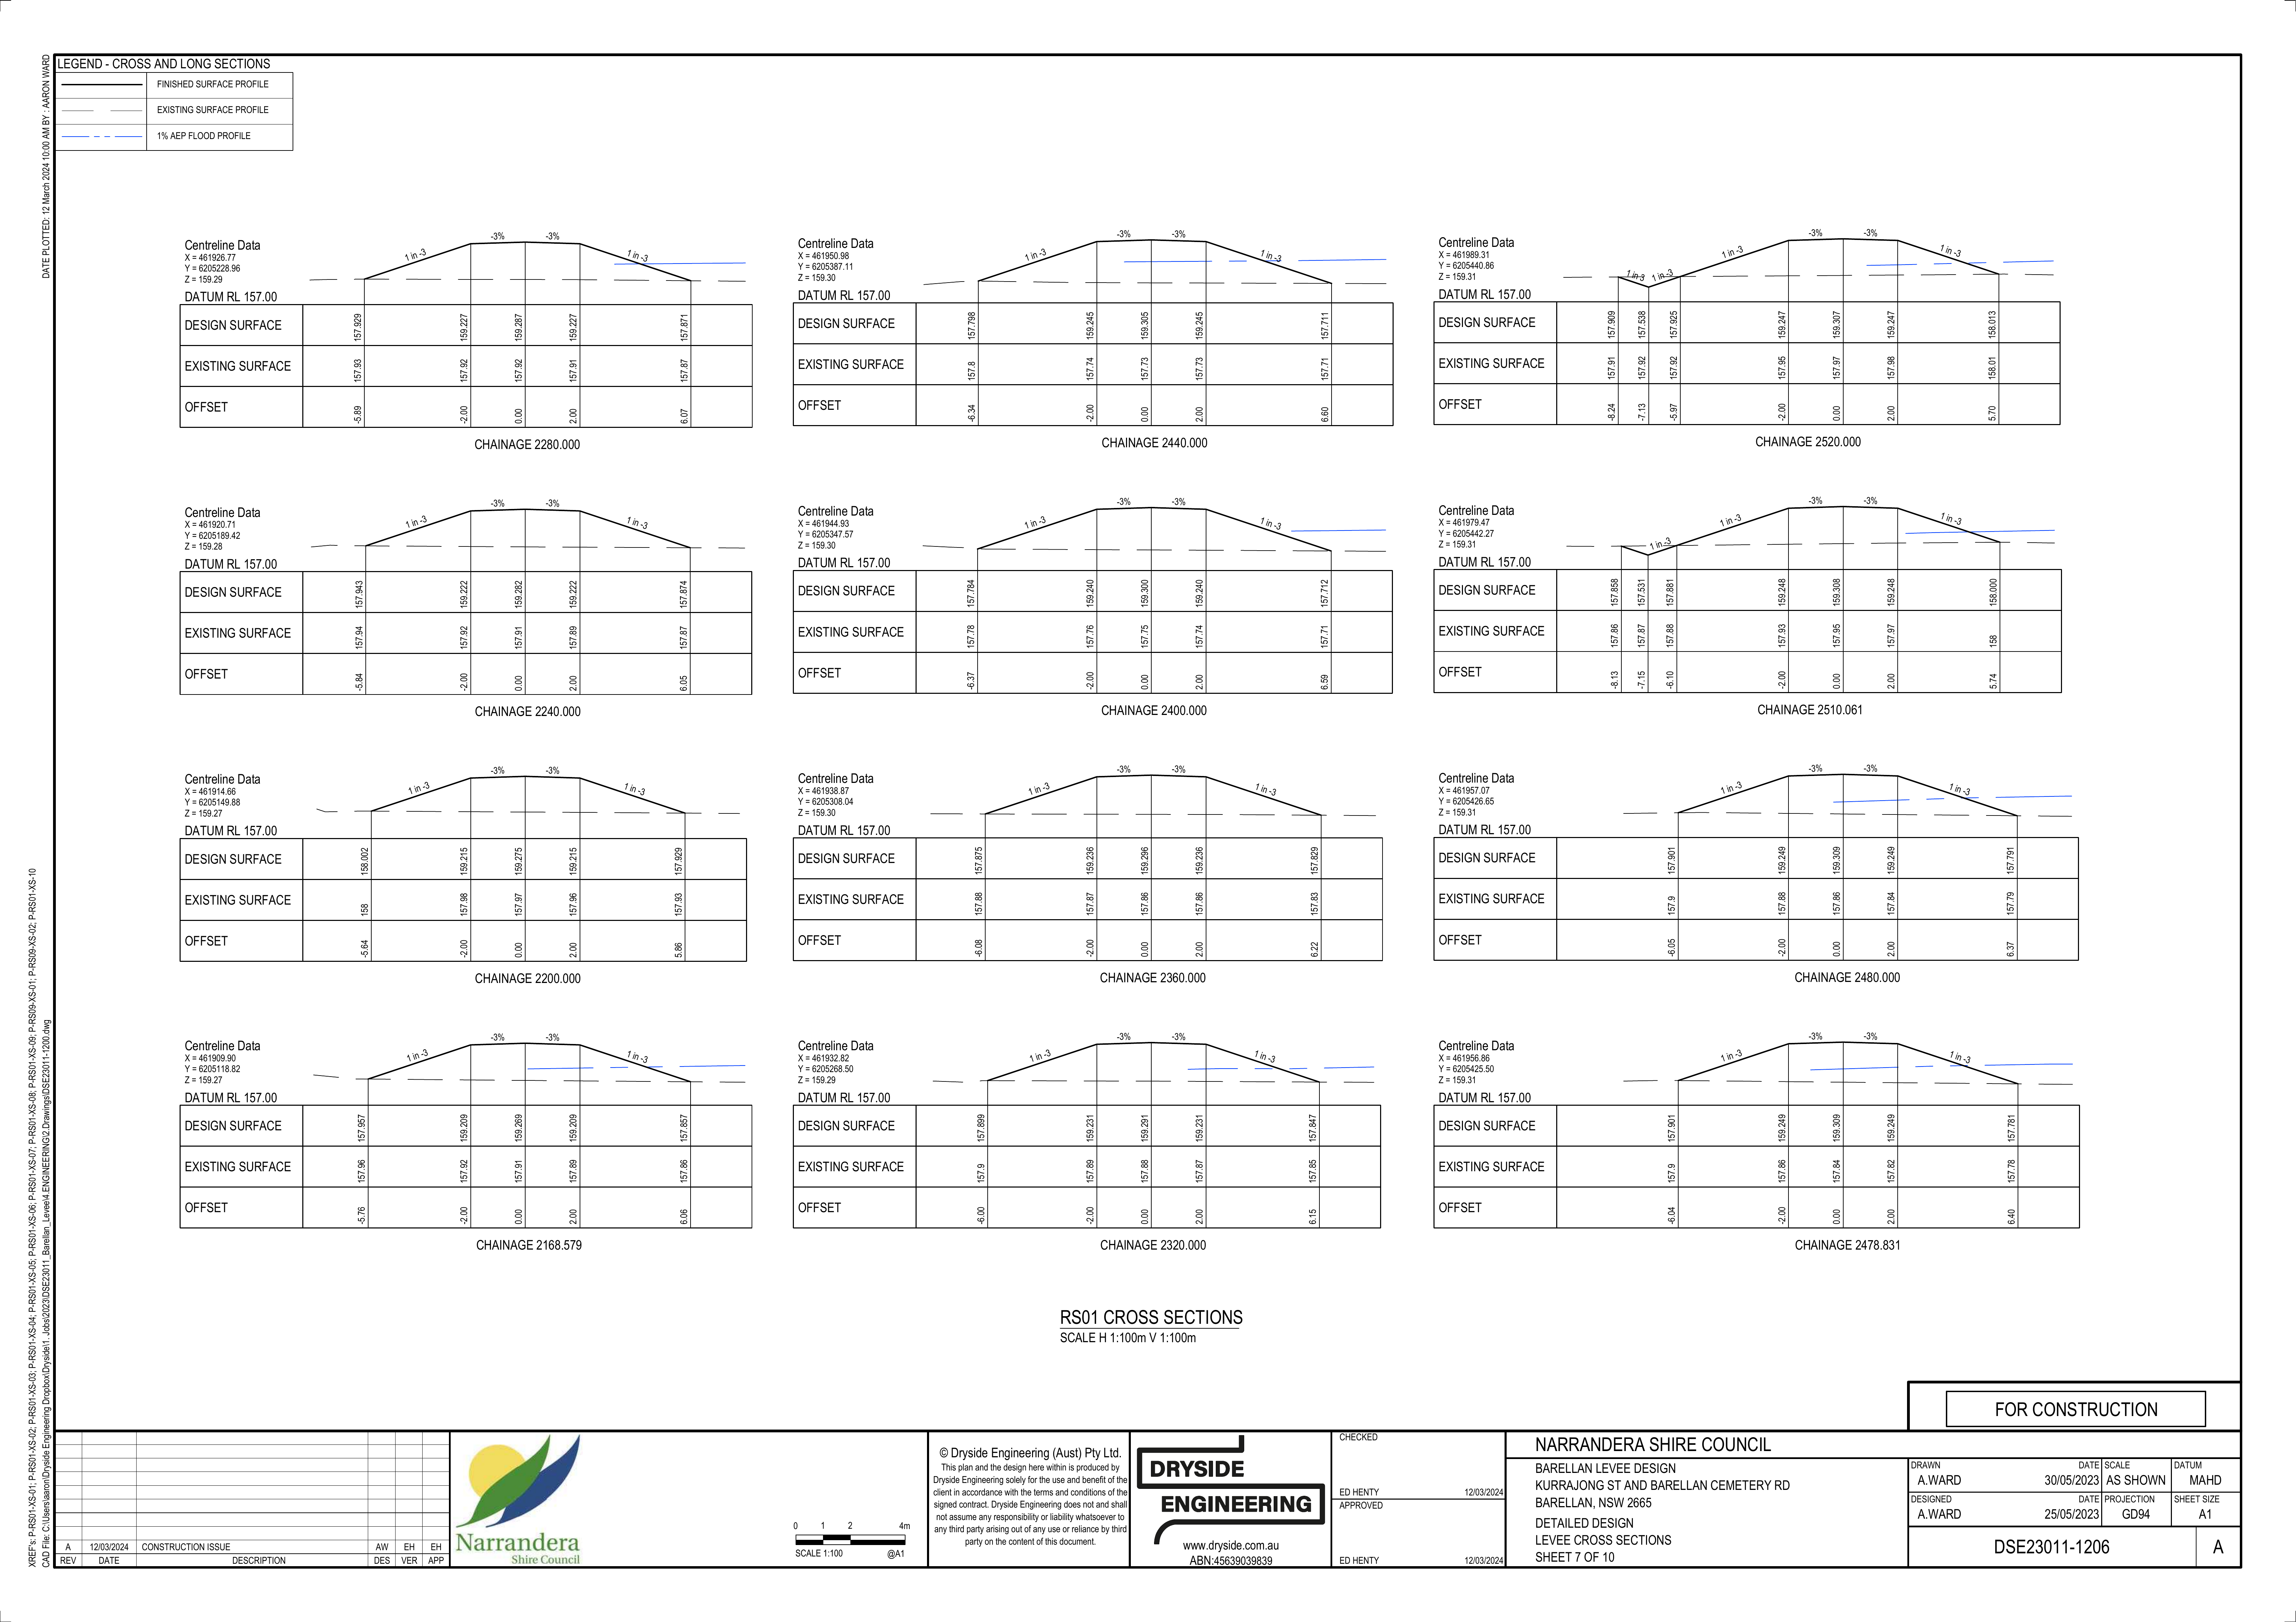 LEGEND - CROSS AND LONG SECTIONS
FINISHED SURFACE PROFILE
EXISTING SURFACE PROFILE
1% AEP FLOOD PROFILE
DATE PLOTTED: 12 March 2024 10:00 AM BY : AARON WARD
XREF's: P-RS01-XS-01; P-RS01-XS-02; P-RS01-XS-03; P-RS01-XS-04; P-RS01-XS-05; P-RS01-XS-06; P-RS01-XS-07; P-RS01-XS-08; P-RS01-XS-09; P-RS09-XS-01; P-RS09-XS-02; P-RS01-XS-10
CAD File: C:\Users\aaron\Dryside Engineering Dropbox\Dryside\1. Jobs\2023\DSE23011_Barellan_Levee\4.ENGINEERING\2.Drawings\DSE23011-1200.dwg
Centreline Data
X = 461926.77
Y = 6205228.96
Z = 159.29
DATUM RL 157.00
1 in -3 -3% -3% 1 in -3
DESIGN SURFACE 157.929 159.227 159.287 159.227 157.871
EXISTING SURFACE 157.93 157.92 157.92 157.91 157.87
OFFSET -5.89 -2.00 0.00 2.00 6.07
CHAINAGE 2280.000
Centreline Data
X = 461950.98
Y = 6205387.11
Z = 159.30
DATUM RL 157.00
1 in -3 -3% -3% 1 in -3
DESIGN SURFACE 157.798 159.245 159.305 159.245 157.711
EXISTING SURFACE 157.8 157.74 157.73 157.73 157.71
OFFSET -6.34 -2.00 0.00 2.00 6.60
CHAINAGE 2440.000
Centreline Data
X = 461989.31
Y = 6205440.86
Z = 159.31
DATUM RL 157.00
1 in 3 1 in -3 1 in -3 -3% -3% 1 in -3
DESIGN SURFACE 157.909 157.538 157.925 159.247 159.307 159.247 158.013
EXISTING SURFACE 157.91 157.92 157.92 157.95 157.97 157.98 158.01
OFFSET -8.24 -7.13 -5.97 -2.00 0.00 2.00 5.70
CHAINAGE 2520.000
Centreline Data
X = 461920.71
Y = 6205189.42
Z = 159.28
DATUM RL 157.00
1 in -3 -3% -3% 1 in -3
DESIGN SURFACE 157.943 159.222 159.282 159.222 157.874
EXISTING SURFACE 157.94 157.92 157.91 157.89 157.87
OFFSET -5.84 -2.00 0.00 2.00 6.05
CHAINAGE 2240.000
Centreline Data
X = 461944.93
Y = 6205347.57
Z = 159.30
DATUM RL 157.00
1 in -3 -3% -3% 1 in -3
DESIGN SURFACE 157.784 159.240 159.300 159.240 157.712
EXISTING SURFACE 157.78 157.76 157.75 157.74 157.71
OFFSET -6.37 -2.00 0.00 2.00 6.59
CHAINAGE 2400.000
Centreline Data
X = 461979.47
Y = 6205442.27
Z = 159.31
DATUM RL 157.00
1 in -3 1 in -3 -3% -3% 1 in -3
DESIGN SURFACE 157.858 157.531 157.881 159.248 159.308 159.248 158.000
EXISTING SURFACE 157.86 157.87 157.88 157.93 157.95 157.97 158
OFFSET -8.13 -7.15 -6.10 -2.00 0.00 2.00 5.74
CHAINAGE 2510.061
Centreline Data
X = 461914.66
Y = 6205149.88
Z = 159.27
DATUM RL 157.00
1 in -3 -3% -3% 1 in -3
DESIGN SURFACE 158.002 159.215 159.275 159.215 157.929
EXISTING SURFACE 158 157.98 157.97 157.96 157.93
OFFSET -5.64 -2.00 0.00 2.00 5.86
CHAINAGE 2200.000
Centreline Data
X = 461938.87
Y = 6205308.04
Z = 159.30
DATUM RL 157.00
1 in -3 -3% -3% 1 in -3
DESIGN SURFACE 157.875 159.236 159.296 159.236 157.829
EXISTING SURFACE 157.88 157.87 157.86 157.86 157.83
OFFSET -6.08 -2.00 0.00 2.00 6.22
CHAINAGE 2360.000
Centreline Data
X = 461957.07
Y = 6205426.65
Z = 159.31
DATUM RL 157.00
1 in -3 -3% -3% 1 in -3
DESIGN SURFACE 157.901 159.249 159.309 159.249 157.791
EXISTING SURFACE 157.9 157.88 157.86 157.84 157.79
OFFSET -6.05 -2.00 0.00 2.00 6.37
CHAINAGE 2480.000
Centreline Data
X = 461909.90
Y = 6205118.82
Z = 159.27
DATUM RL 157.00
1 in -3 -3% -3% 1 in -3
DESIGN SURFACE 157.957 159.209 159.269 159.209 157.857
EXISTING SURFACE 157.96 157.92 157.91 157.89 157.86
OFFSET -5.76 -2.00 0.00 2.00 6.06
CHAINAGE 2168.579
Centreline Data
X = 461932.82
Y = 6205268.50
Z = 159.29
DATUM RL 157.00
1 in -3 -3% -3% 1 in -3
DESIGN SURFACE 157.899 159.231 159.291 159.231 157.847
EXISTING SURFACE 157.9 157.89 157.88 157.87 157.85
OFFSET -6.00 -2.00 0.00 2.00 6.15
CHAINAGE 2320.000
Centreline Data
X = 461956.86
Y = 6205425.50
Z = 159.31
DATUM RL 157.00
1 in -3 -3% -3% 1 in -3
DESIGN SURFACE 157.901 159.249 159.309 159.249 157.781
EXISTING SURFACE 157.9 157.86 157.84 157.82 157.78
OFFSET -6.04 -2.00 0.00 2.00 6.40
CHAINAGE 2478.831
RS01 CROSS SECTIONS
SCALE H 1:100m V 1:100m
FOR CONSTRUCTION
A 12/03/2024 CONSTRUCTION ISSUE AW EH EH
REV DATE DESCRIPTION DES VER APP
Narrandera
Shire Council
0 1 2 4m
SCALE 1:100 @A1
© Dryside Engineering (Aust) Pty Ltd.
This plan and the design here within is produced by
Dryside Engineering solely for the use and benefit of the
client in accordance with the terms and conditions of the
signed contract. Dryside Engineering does not and shall
not assume any responsibility or liability whatsoever to
any third party arising out of any use or reliance by third
party on the content of this document.
DRYSIDE
ENGINEERING
www.dryside.com.au
ABN:45639039839
CHECKED
ED HENTY 12/03/2024
APPROVED
ED HENTY 12/03/2024
NARRANDERA SHIRE COUNCIL
BARELLAN LEVEE DESIGN
KURRAJONG ST AND BARELLAN CEMETERY RD
BARELLAN, NSW 2665
DETAILED DESIGN
LEVEE CROSS SECTIONS
SHEET 7 OF 10
DRAWN DATE SCALE DATUM
A.WARD 30/05/2023 AS SHOWN MAHD
DESIGNED DATE PROJECTION SHEET SIZE
A.WARD 25/05/2023 GD94 A1
DSE23011-1206 A